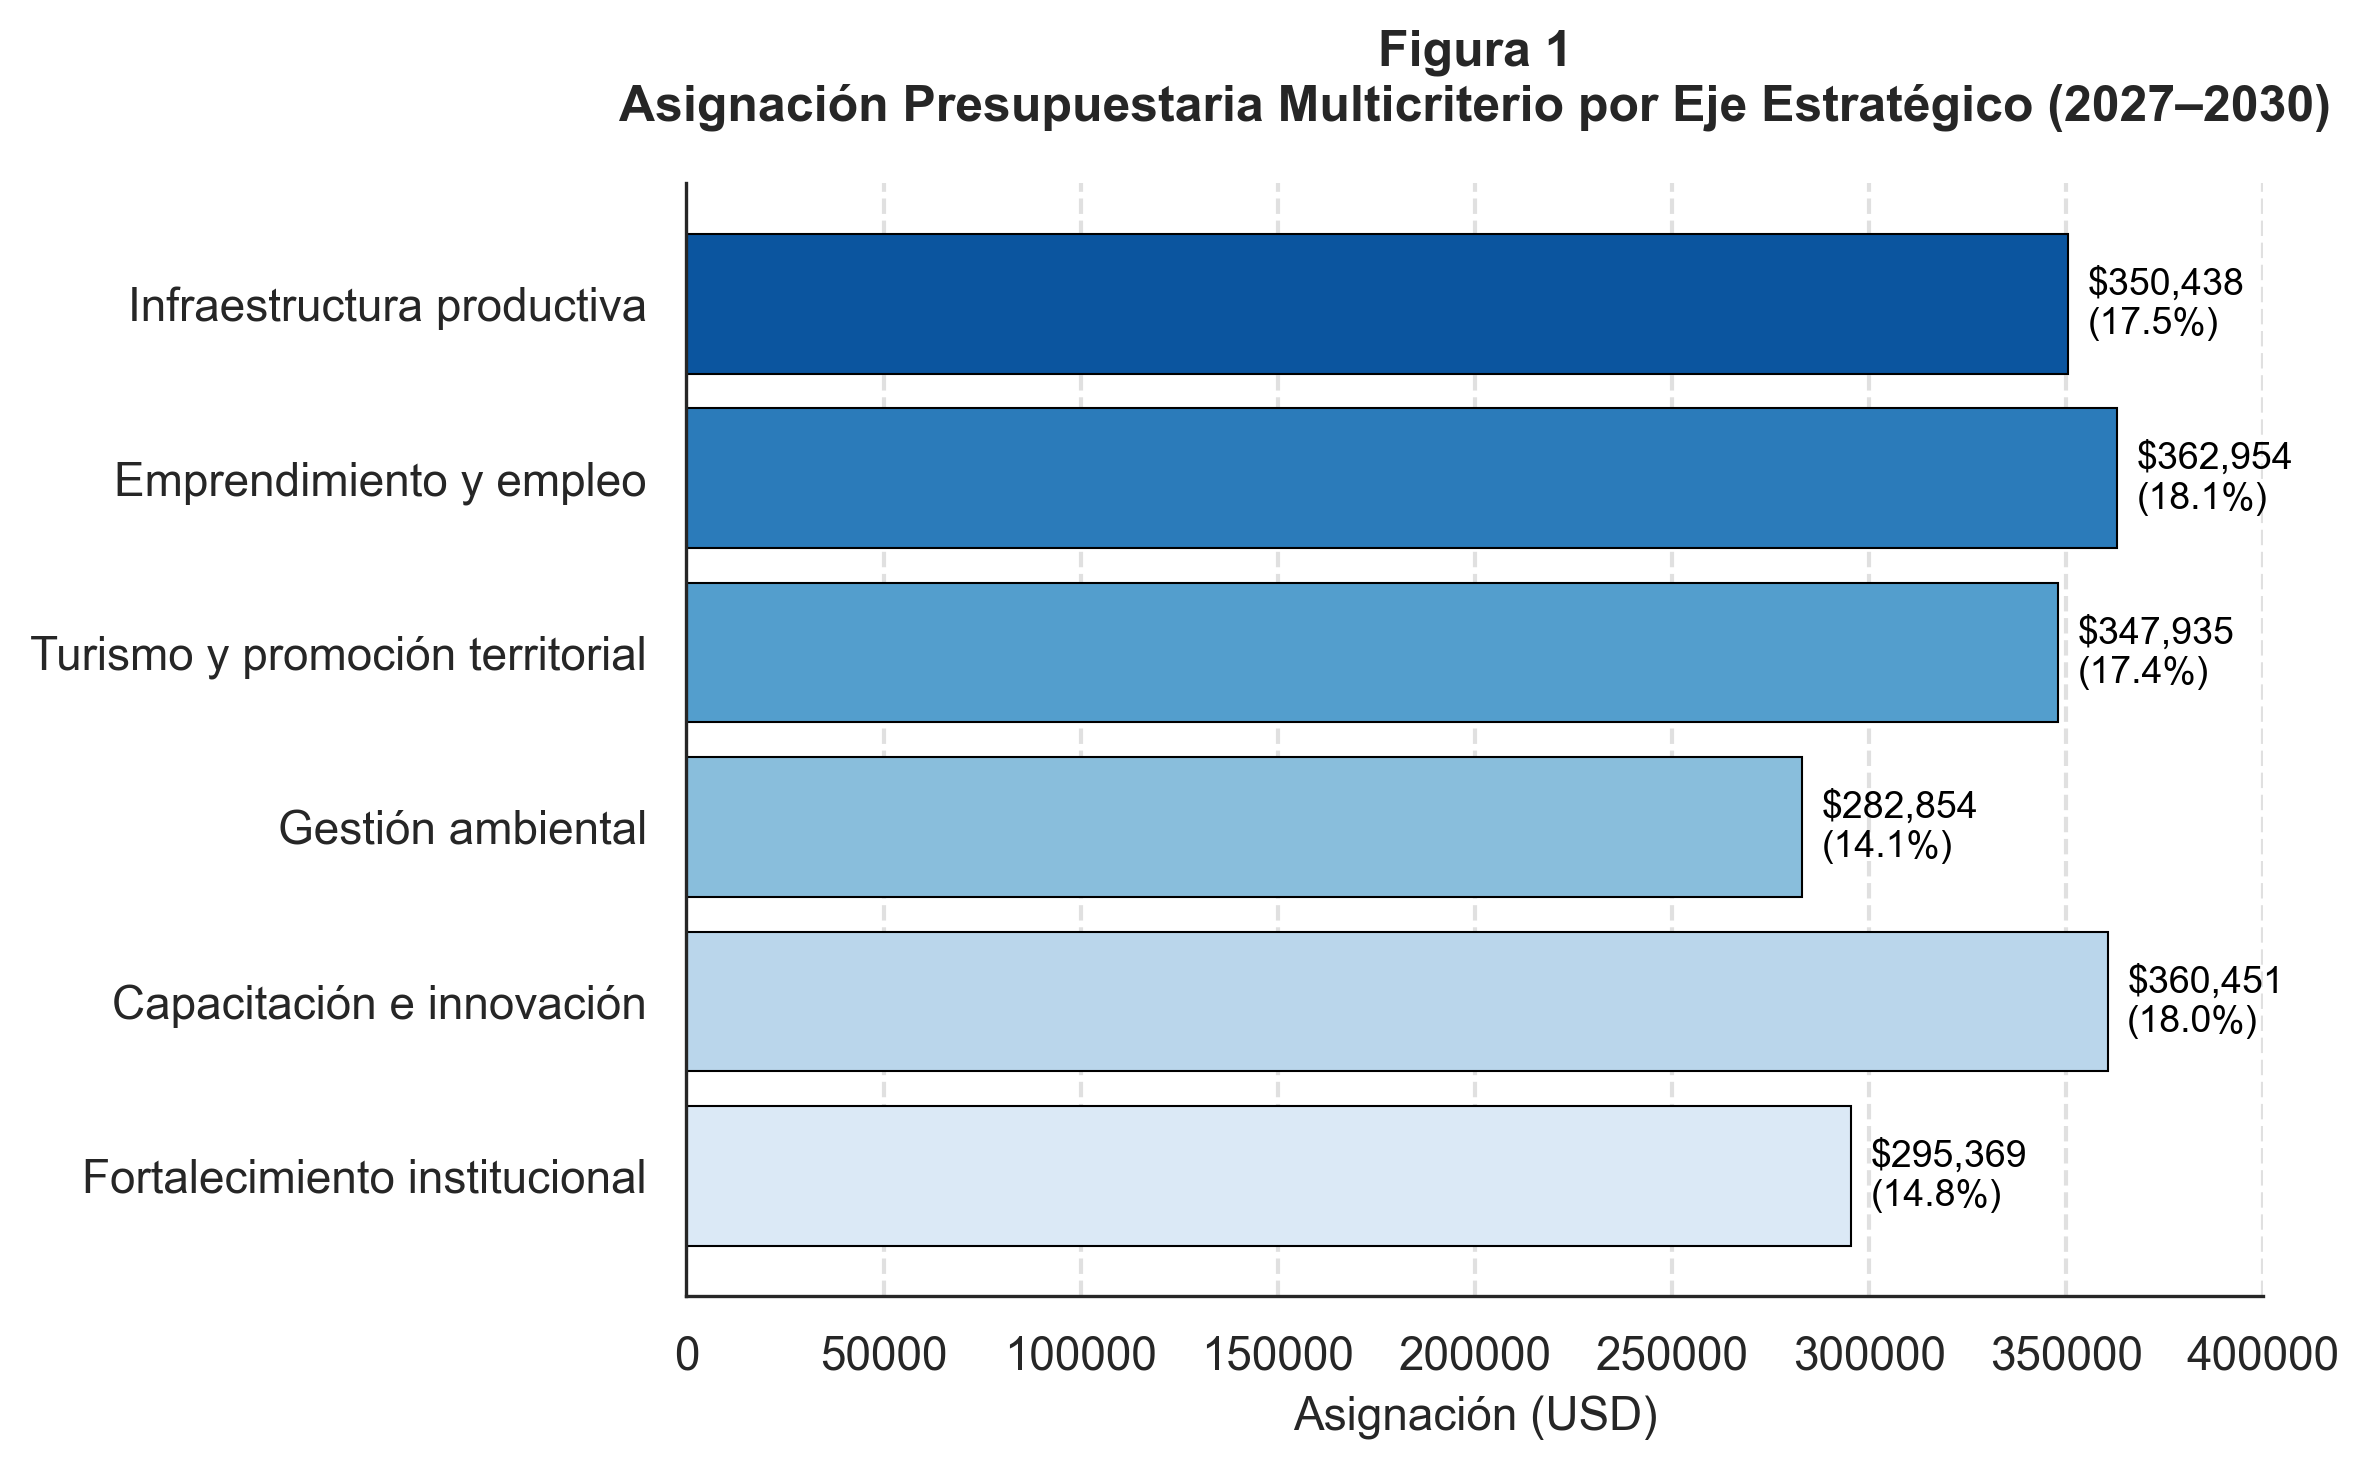 Figura 1
Asignación Presupuestaria Multicriterio por Eje Estratégico (2027–2030)
Infraestructura productiva
$350,438
(17.5%)
Emprendimiento y empleo
$362,954
(18.1%)
Turismo y promoción territorial
$347,935
(17.4%)
Gestión ambiental
$282,854
(14.1%)
Capacitación e innovación
$360,451
(18.0%)
Fortalecimiento institucional
$295,369
(14.8%)
0 50000 100000 150000 200000 250000 300000 350000 400000
Asignación (USD)